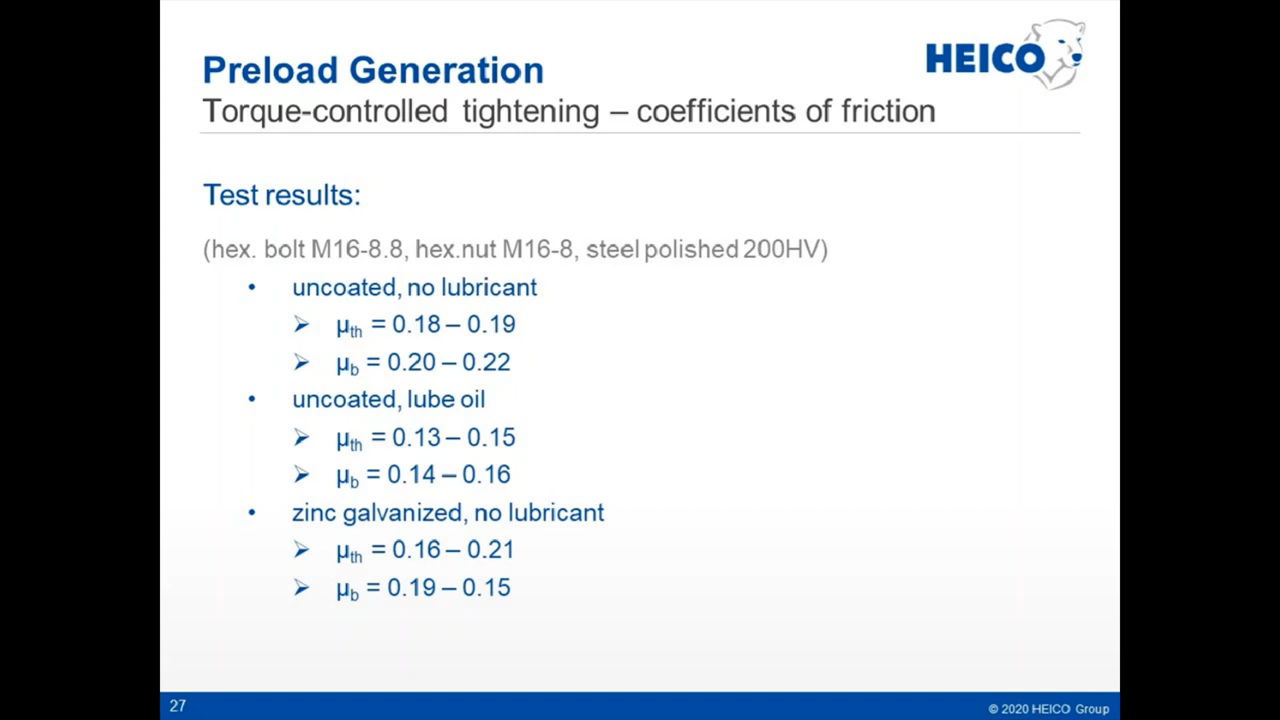 Preload Generation
HEICO
Torque-controlled tightening – coefficients of friction
Test results:
(hex. bolt M16-8.8, hex.nut M16-8, steel polished 200HV)
• uncoated, no lubricant
➢ μth = 0.18 – 0.19
➢ μb = 0.20 – 0.22
• uncoated, lube oil
➢ μth = 0.13 – 0.15
➢ μb = 0.14 – 0.16
• zinc galvanized, no lubricant
➢ μth = 0.16 – 0.21
➢ μb = 0.19 – 0.15
27
© 2020 HEICO Group